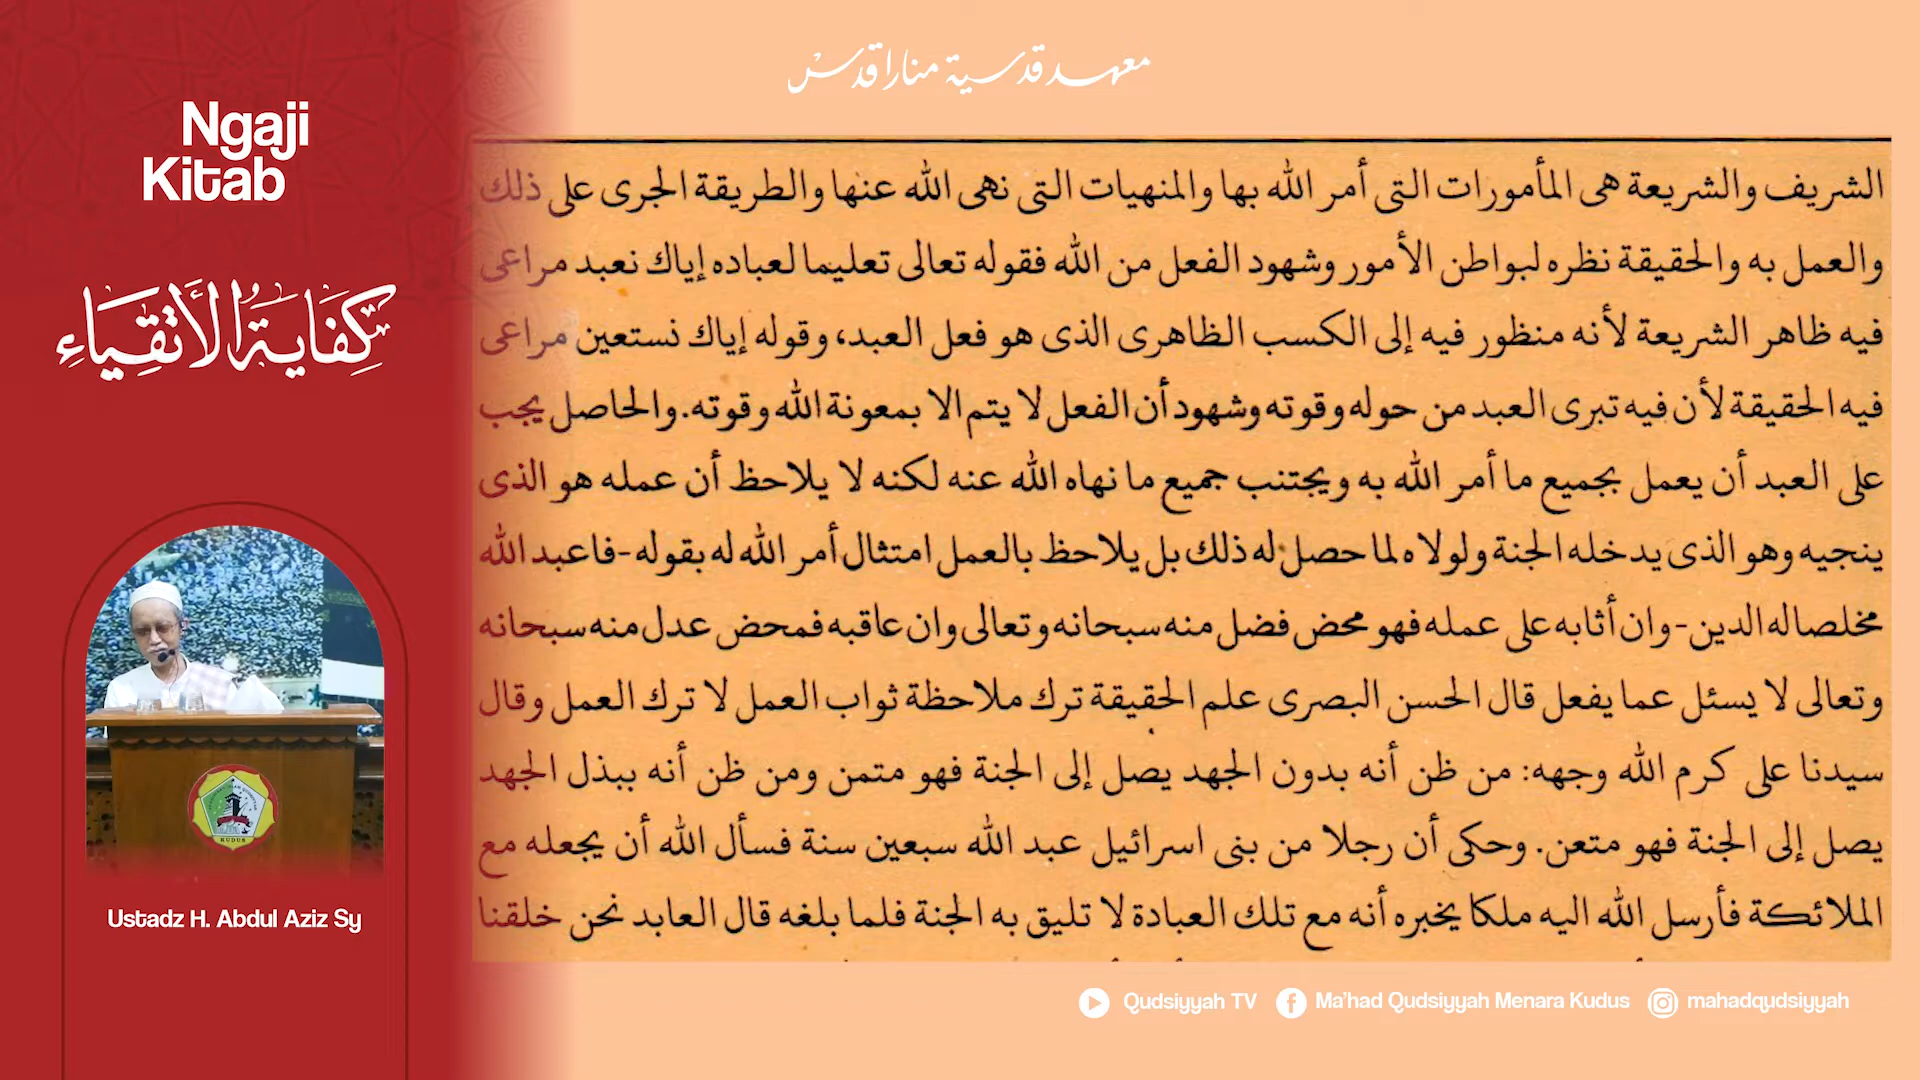 معهد قدسية منارا قدس
Ngaji
Kitab
كِفَايَةُ الأَتْقِيَاءِ
الشريف والشريعة هى المأمورات التى أمر الله بها والمنهيات التى نهى الله عنها والطريقة الجرى على ذلك
والعمل به والحقيقة نظره لبواطن الأمور وشهود الفعل من الله فقوله تعالى تعليما لعباده إياك نعبد مراعى
فيه ظاهر الشريعة لأنه منظور فيه إلى الكسب الظاهرى الذى هو فعل العبد، وقوله إياك نستعين مراعى
فيه الحقيقة لأن فيه تبرى العبد من حوله وقوته وشهود أن الفعل لا يتم الا بمعونة الله وقوته. والحاصل يجب
على العبد أن يعمل بجميع ما أمر الله به ويجتنب جميع ما نهاه الله عنه لكنه لا يلاحظ أن عمله هو الذى
ينجيه وهو الذى يدخله الجنة ولولاه لما حصل له ذلك بل يلاحظ بالعمل امتثال أمر الله له بقوله -فاعبد الله
مخلصا له الدين- وان أثابه على عمله فهو محض فضل منه سبحانه وتعالى وان عاقبه فمحض عدل منه سبحانه
وتعالى لا يسئل عما يفعل قال الحسن البصرى علم الحقيقة ترك ملاحظة ثواب العمل لا ترك العمل وقال
سيدنا على كرم الله وجهه: من ظن أنه بدون الجهد يصل إلى الجنة فهو متمن ومن ظن أنه ببذل الجهد
يصل إلى الجنة فهو متعن. وحكى أن رجلا من بنى اسرائيل عبد الله سبعين سنة فسأل الله أن يجعله مع
الملائكة فأرسل الله اليه ملكا يخبره أنه مع تلك العبادة لا تليق به الجنة فلما بلغه قال العابد نحن خلقنا
KUDUS
Ustadz H. Abdul Aziz Sy
Qudsiyyah TV
Ma'had Qudsiyyah Menara Kudus
mahadqudsiyyah